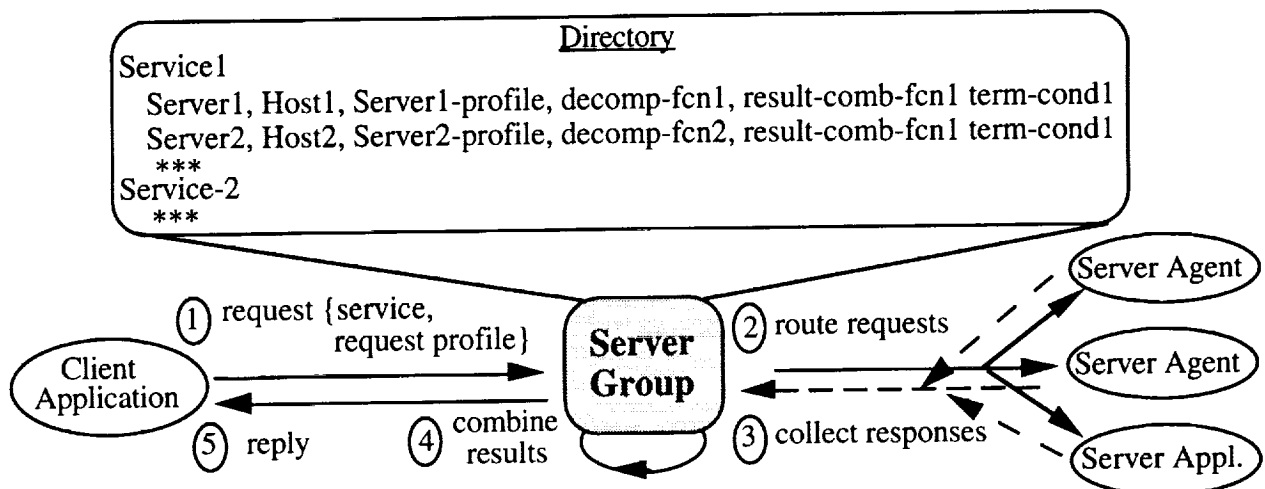 Directory
Service1
Server1, Host1, Server1-profile, decomp-fcn1, result-comb-fcn1 term-cond1
Server2, Host2, Server2-profile, decomp-fcn2, result-comb-fcn1 term-cond1
***
Service-2
***
1 request {service,
request profile}
Client
Application
5 reply
4 combine
results
Server
Group
2 route requests
3 collect responses
Server Agent
Server Agent
Server Appl.